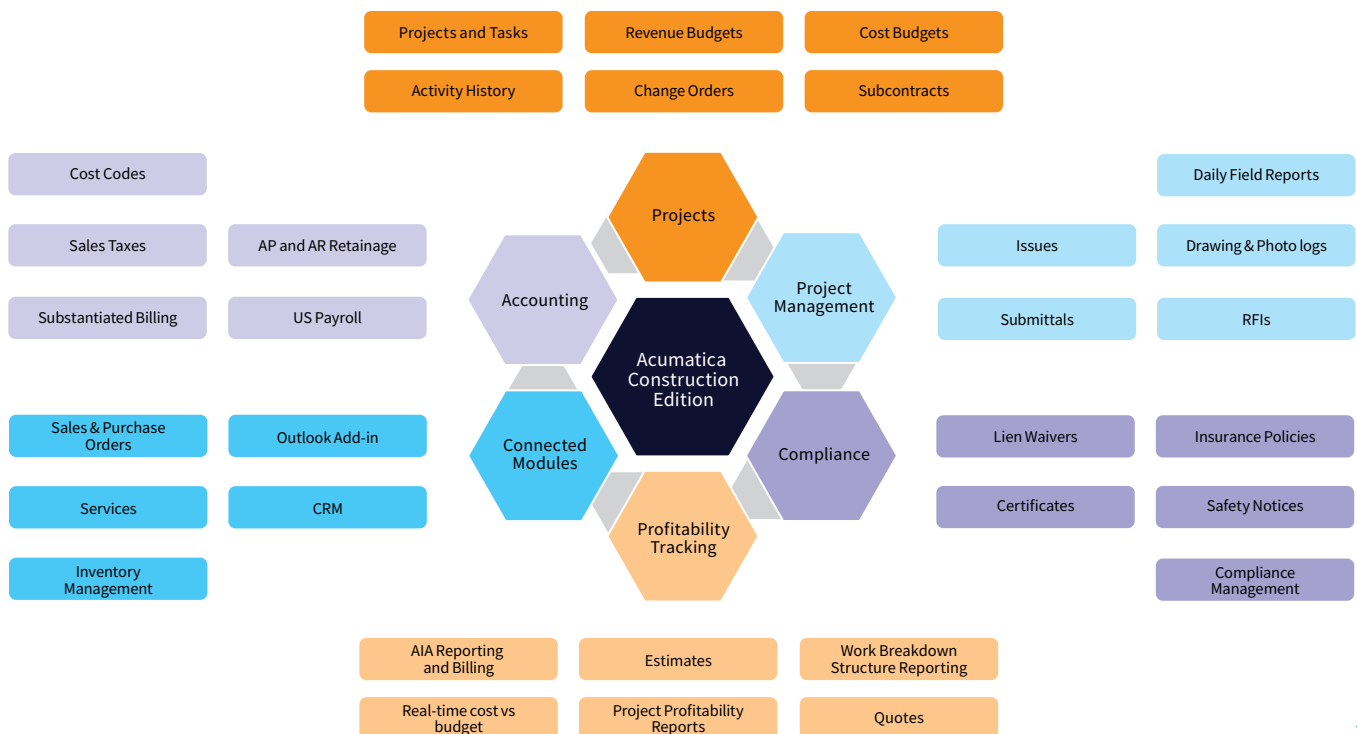 Projects and Tasks
Revenue Budgets
Cost Budgets
Activity History
Change Orders
Subcontracts
Cost Codes
Sales Taxes
AP and AR Retainage
Substantiated Billing
US Payroll
Projects
Accounting
Project
Management
Acumatica
Construction
Edition
Connected
Modules
Compliance
Profitability
Tracking
Daily Field Reports
Issues
Drawing & Photo logs
Submittals
RFIs
Sales & Purchase
Orders
Outlook Add-in
Services
CRM
Inventory
Management
Lien Waivers
Insurance Policies
Certificates
Safety Notices
Compliance
Management
AIA Reporting
and Billing
Estimates
Work Breakdown
Structure Reporting
Real-time cost vs
budget
Project Profitability
Reports
Quotes